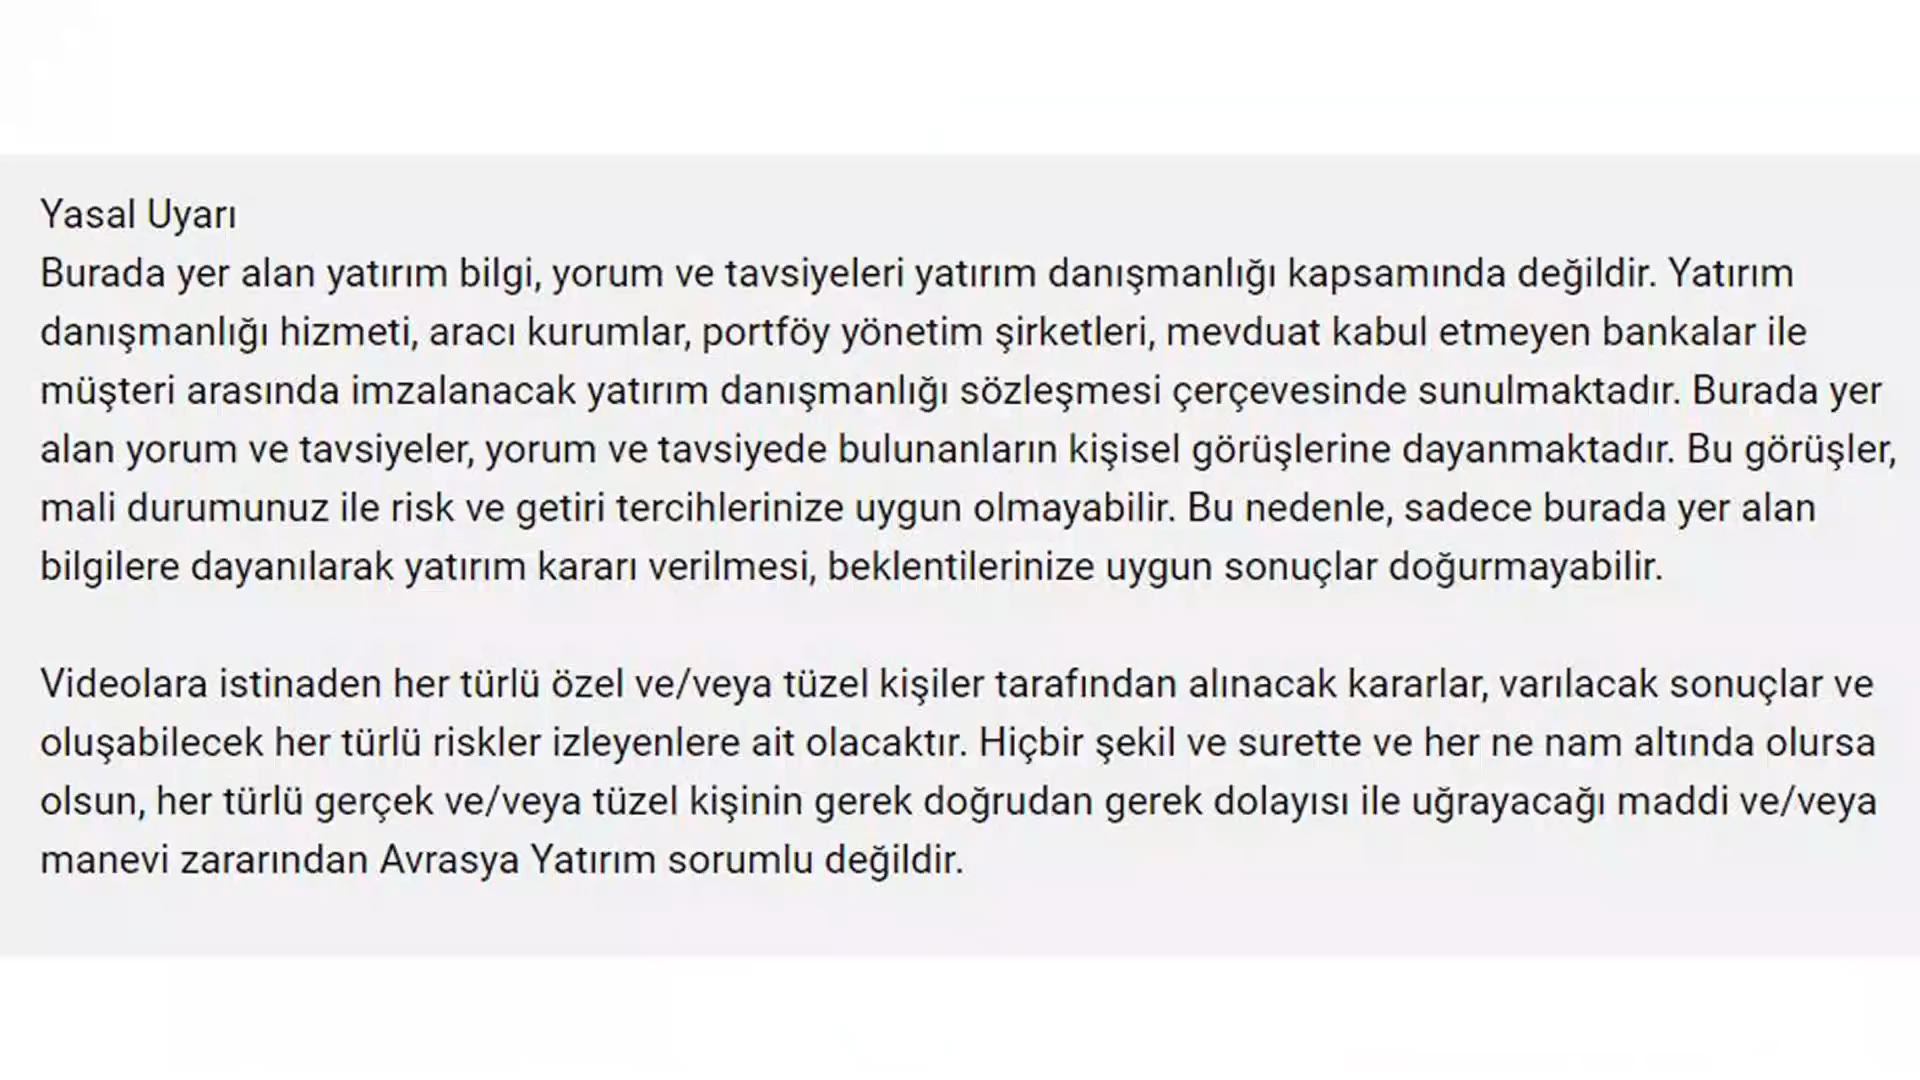 Yasal Uyarı
Burada yer alan yatırım bilgi, yorum ve tavsiyeleri yatırım danışmanlığı kapsamında değildir. Yatırım
danışmanlığı hizmeti, aracı kurumlar, portföy yönetim şirketleri, mevduat kabul etmeyen bankalar ile
müşteri arasında imzalanacak yatırım danışmanlığı sözleşmesi çerçevesinde sunulmaktadır. Burada yer
alan yorum ve tavsiyeler, yorum ve tavsiyede bulunanların kişisel görüşlerine dayanmaktadır. Bu görüşler,
mali durumunuz ile risk ve getiri tercihlerinize uygun olmayabilir. Bu nedenle, sadece burada yer alan
bilgilere dayanılarak yatırım kararı verilmesi, beklentilerinize uygun sonuçlar doğurmayabilir.
Videolara istinaden her türlü özel ve/veya tüzel kişiler tarafından alınacak kararlar, varılacak sonuçlar ve
oluşabilecek her türlü riskler izleyenlere ait olacaktır. Hiçbir şekil ve surette ve her ne nam altında olursa
olsun, her türlü gerçek ve/veya tüzel kişinin gerek doğrudan gerek dolayısı ile uğrayacağı maddi ve/veya
manevi zararından Avrasya Yatırım sorumlu değildir.